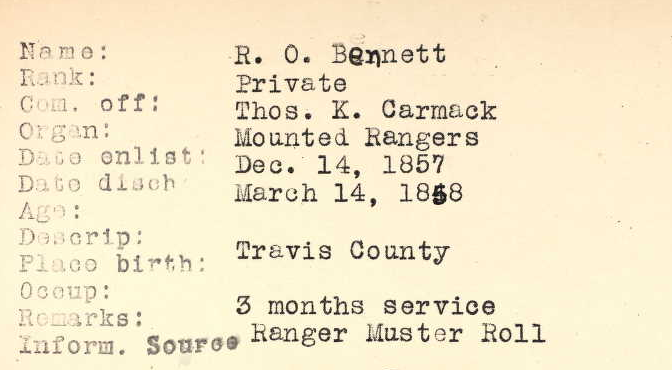 Name: R. O. Bennett
Rank: Private
Com. off: Thos. K. Carmack
Organ: Mounted Rangers
Date enlist: Dec. 14, 1857
Date disch March 14, 1858
Age:
Descrip:
Place birth: Travis County
Occup:
Remarks: 3 months service
Inform. Source Ranger Muster Roll